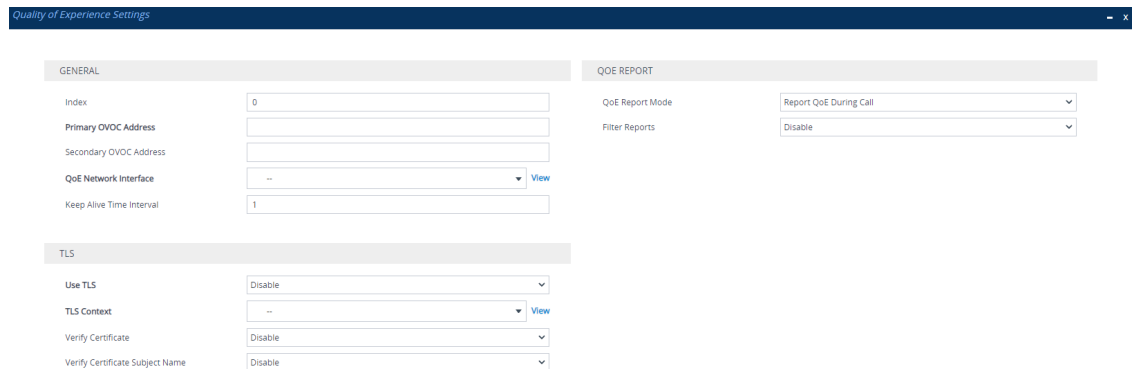 Quality of Experience Settings
– x
GENERAL
Index 0
Primary OVOC Address
Secondary OVOC Address
QoE Network Interface -- View
Keep Alive Time Interval 1
TLS
Use TLS Disable
TLS Context -- View
Verify Certificate Disable
Verify Certificate Subject Name Disable
QOE REPORT
QoE Report Mode Report QoE During Call
Filter Reports Disable